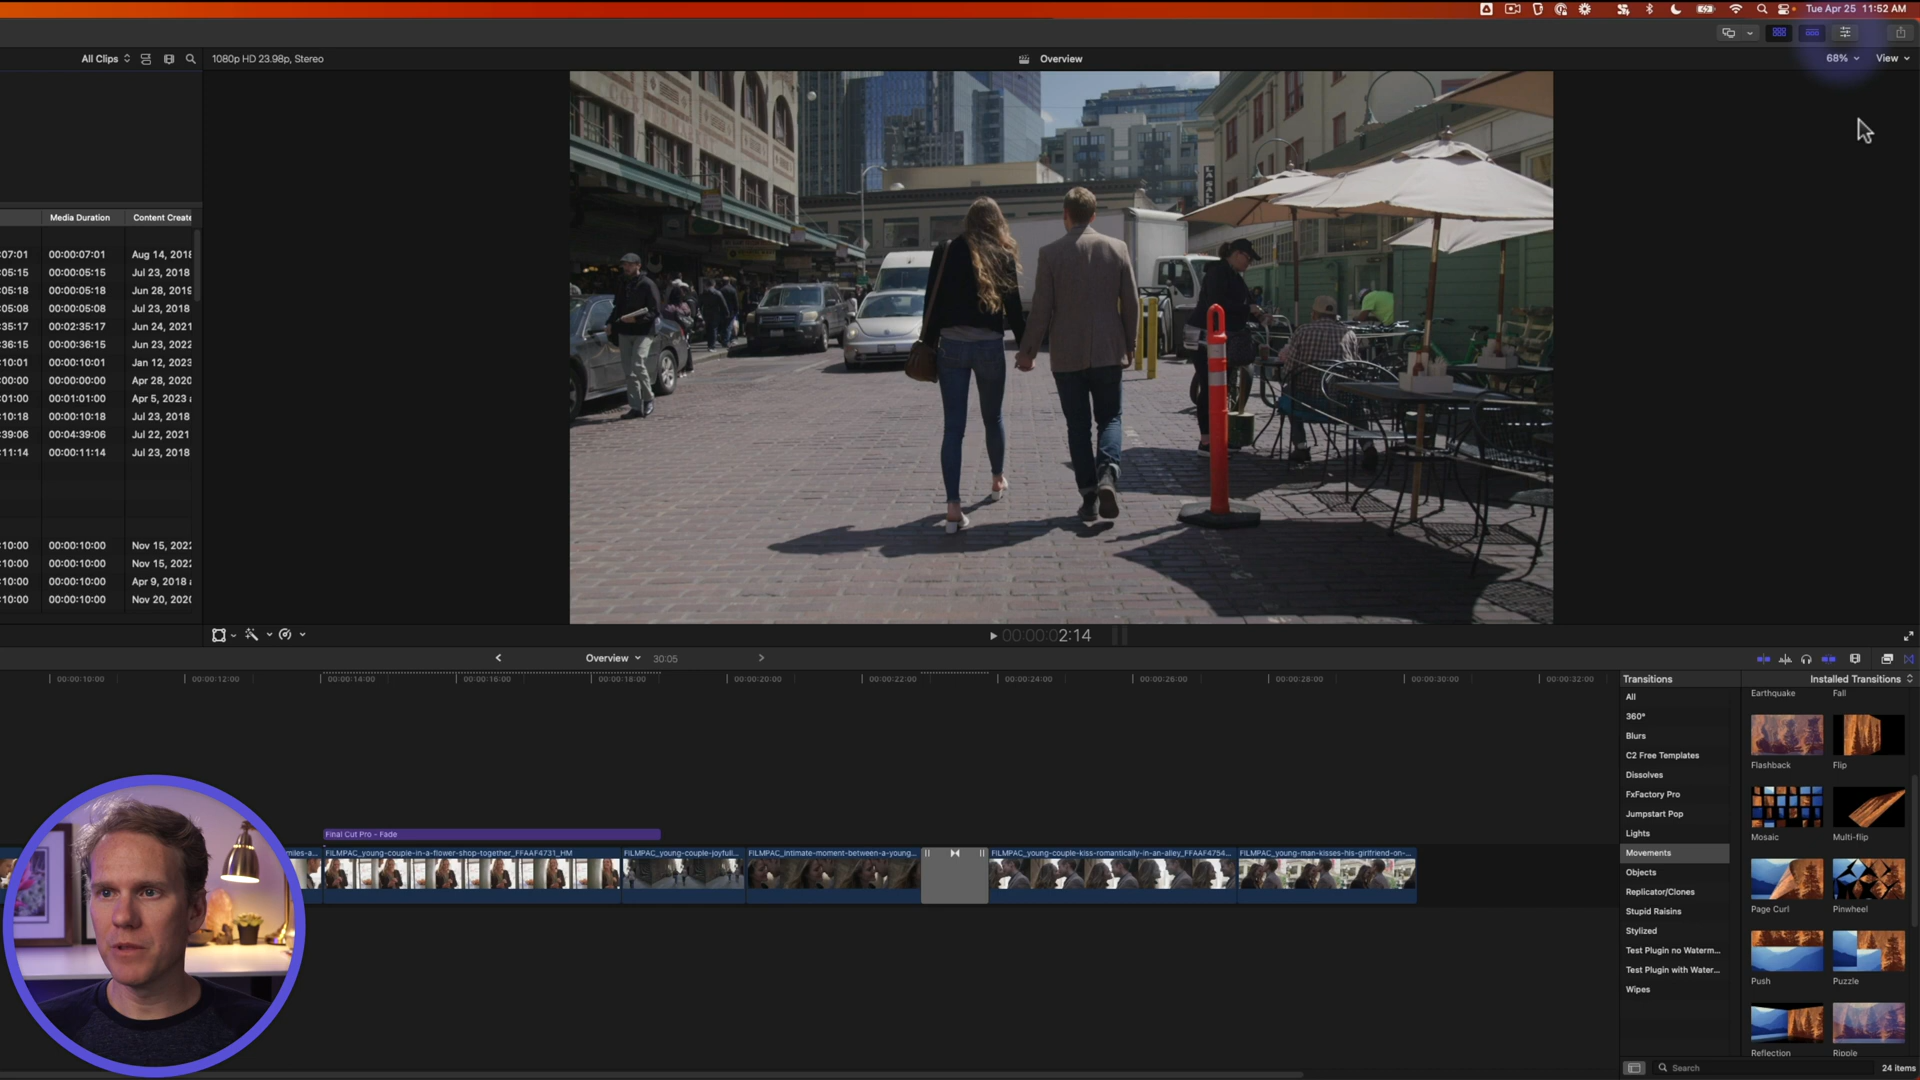 Tue Apr 25 11:52 AM
All Clips
1080p HD 23.98p, Stereo
Overview
68%
View
Media Duration
Content Create
:07:01 00:00:07:01 Aug 14, 2018
:05:15 00:00:05:15 Jul 23, 2018
:05:18 00:00:05:18 Jun 28, 2019
:05:08 00:00:05:08 Jul 23, 2018
:35:17 00:02:35:17 Jun 24, 2021
:36:15 00:00:36:15 Jun 23, 2022
:10:01 00:00:10:01 Jan 12, 2023
:00:00 00:00:00:00 Apr 28, 2020
:01:00 00:01:01:00 Apr 5, 2023
:10:18 00:00:10:18 Jul 23, 2018
:39:06 00:04:39:06 Jul 22, 2021
:11:14 00:00:11:14 Jul 23, 2018
:10:00 00:00:10:00 Nov 15, 2022
:10:00 00:00:10:00 Nov 15, 2022
:10:00 00:00:10:00 Apr 9, 2018
:10:00 00:00:10:00 Nov 20, 2020
00:00:02:14
Overview
30:05
00:00:10:00
00:00:12:00
00:00:14:00
00:00:16:00
00:00:18:00
00:00:20:00
00:00:22:00
00:00:24:00
00:00:26:00
00:00:28:00
00:00:30:00
00:00:32:00
Final Cut Pro - Fade
miles-a...
FILMPAC_young-couple-in-a-flower-shop-together_FFAAF4731_HM
FILMPAC_young-couple-joyfull...
FILMPAC_intimate-moment-between-a-young...
FILMPAC_young-couple-kiss-romantically-in-an-alley_FFAAF4754...
FILMPAC_young-man-kisses-his-girlfriend-on-...
Transitions
All
360°
Blurs
C2 Free Templates
Dissolves
FxFactory Pro
Jumpstart Pop
Lights
Movements
Objects
Replicator/Clones
Stupid Raisins
Stylized
Test Plugin no Waterm...
Test Plugin with Water...
Wipes
Installed Transitions
Earthquake
Fall
Flashback
Flip
Mosaic
Multi-flip
Page Curl
Pinwheel
Push
Puzzle
Reflection
Ripple
Search
24 items